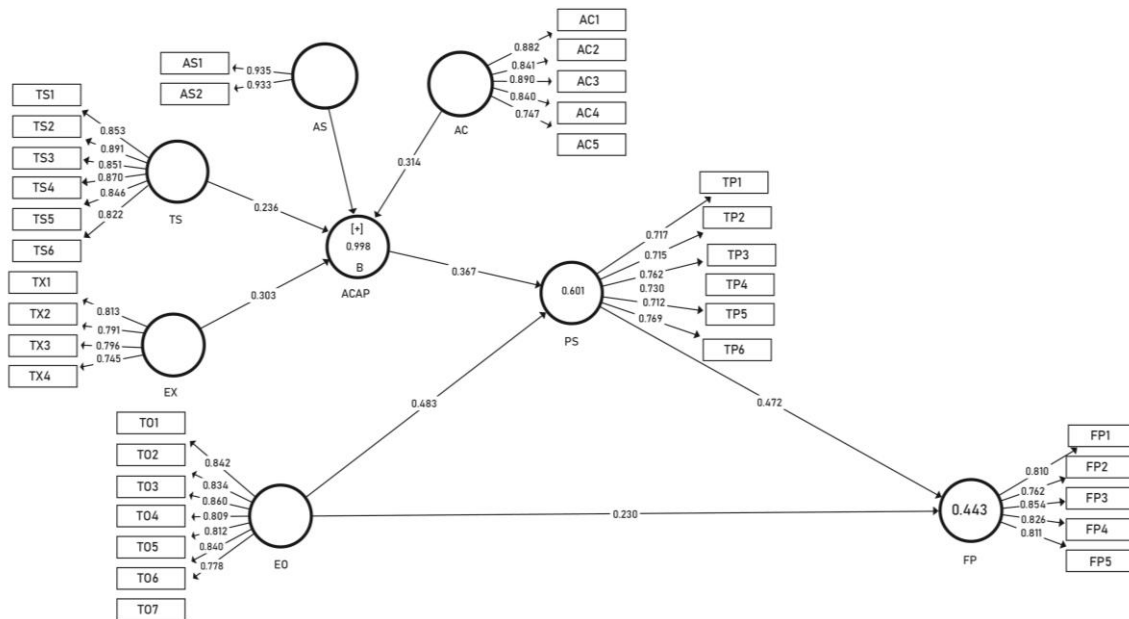 AS1
AS2
0.935
0.933
AS
AC1
AC2
AC3
AC4
AC5
0.882
0.841
0.890
0.840
0.747
AC
TS1
TS2
TS3
TS4
TS5
TS6
0.853
0.891
0.851
0.870
0.846
0.822
TS
0.236
0.314
[+]
0.998
B
ACAP
TX1
TX2
TX3
TX4
0.813
0.791
0.796
0.745
EX
0.303
0.367
0.601
PS
TP1
TP2
TP3
TP4
TP5
TP6
0.717
0.715
0.762
0.730
0.712
0.769
0.483
0.472
TO1
TO2
TO3
TO4
TO5
TO6
TO7
0.842
0.834
0.860
0.809
0.812
0.840
0.778
EO
0.230
0.443
FP
FP1
FP2
FP3
FP4
FP5
0.810
0.762
0.854
0.826
0.811